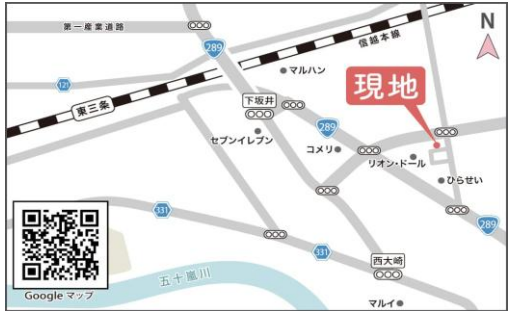 第一産業道路
289
信越本線
N
マルハン
121
現地
東三条
下坂井
289
セブンイレブン
コメリ
リオン・ドール
ひらせい
331
289
331
西大崎
五十嵐川
Google マップ
マルイ